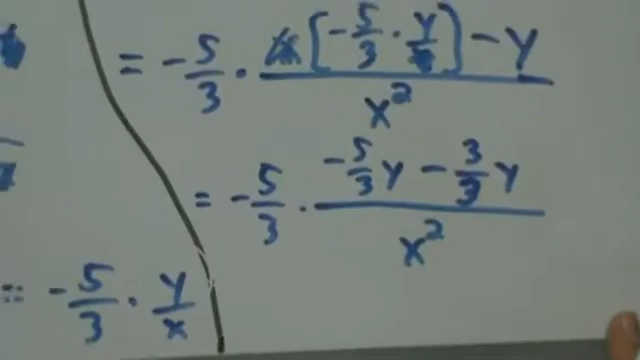 = -5/3 · (x[-5/3 · y/x] - y)/x²
= -5/3 · (-5/3 y - 3/3 y)/x²
= -5/3 · y/x